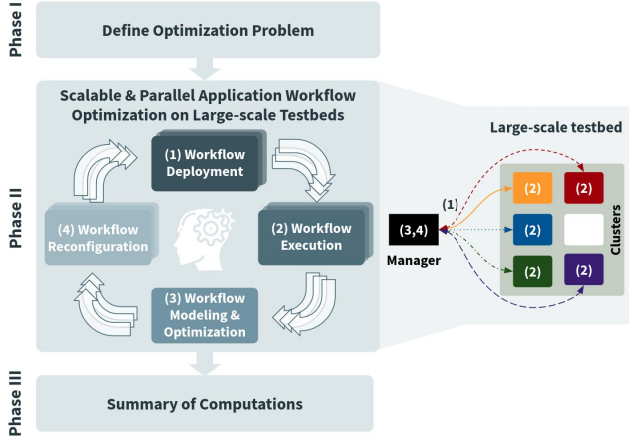 Phase I
Define Optimization Problem
Phase II
Scalable & Parallel Application Workflow
Optimization on Large-scale Testbeds
(1) Workflow
Deployment
(2) Workflow
Execution
(3) Workflow
Modeling &
Optimization
(4) Workflow
Reconfiguration
Large-scale testbed
(1)
(3,4)
Manager
(2)
(2)
(2)
(2)
(2)
Clusters
Phase III
Summary of Computations